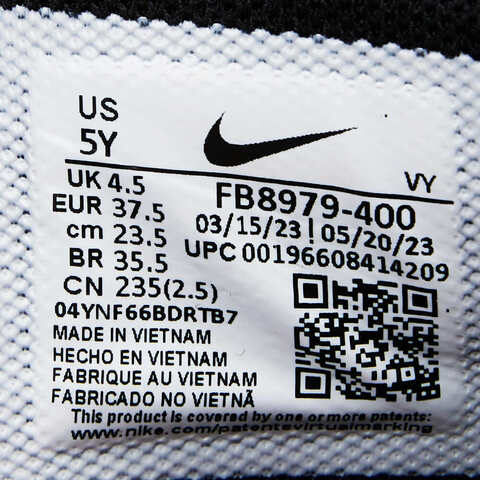 US
5Y
VY
UK 4.5
EUR 37.5
cm 23.5
BR 35.5
CN 235(2.5)
FB8979-400
03/15/23 | 05/20/23
UPC 00196608414209
04YNF66BDRTB7
MADE IN VIETNAM
HECHO EN VIETNAM
FABRIQUE AU VIETNAM
FABRICADO NO VIETNÃ
This product is covered by one or more patents:
www.nike.com/patentsvirtualmarking